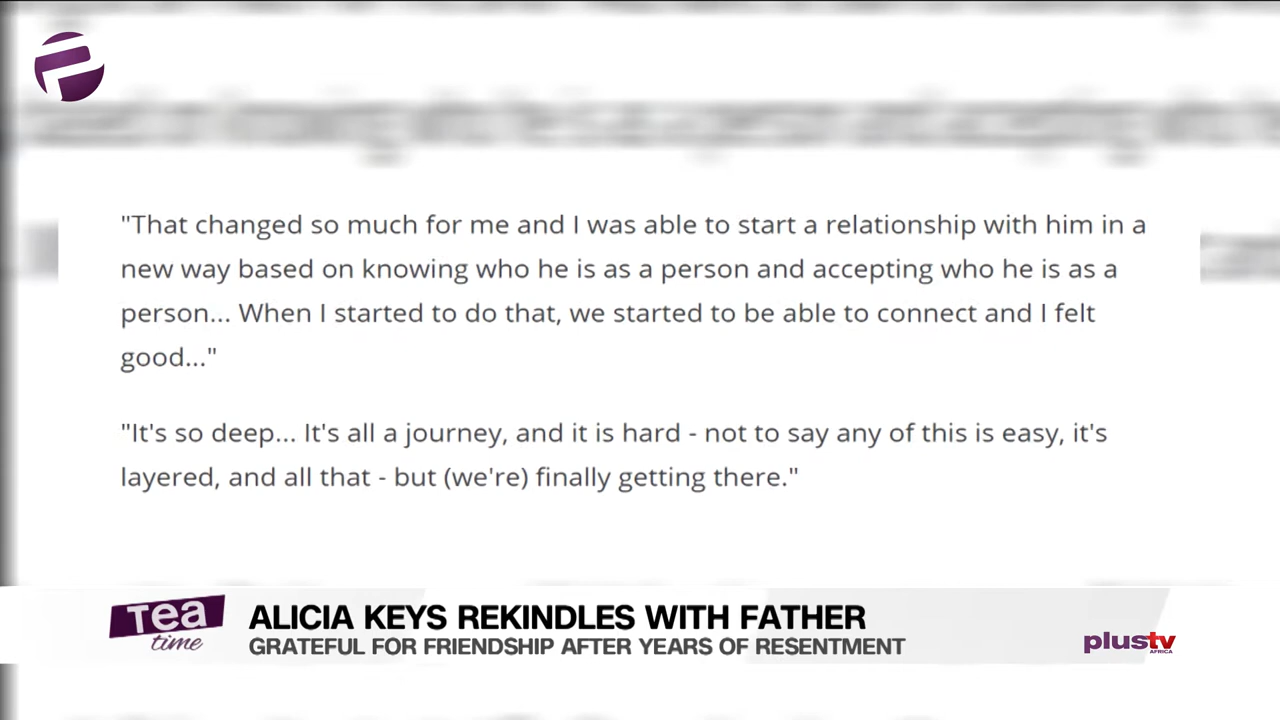 "That changed so much for me and I was able to start a relationship with him in a
new way based on knowing who he is as a person and accepting who he is as a
person... When I started to do that, we started to be able to connect and I felt
good..."
"It's so deep... It's all a journey, and it is hard - not to say any of this is easy, it's
layered, and all that - but (we're) finally getting there."
Tea
time
ALICIA KEYS REKINDLES WITH FATHER
GRATEFUL FOR FRIENDSHIP AFTER YEARS OF RESENTMENT
plustv
AFRICA